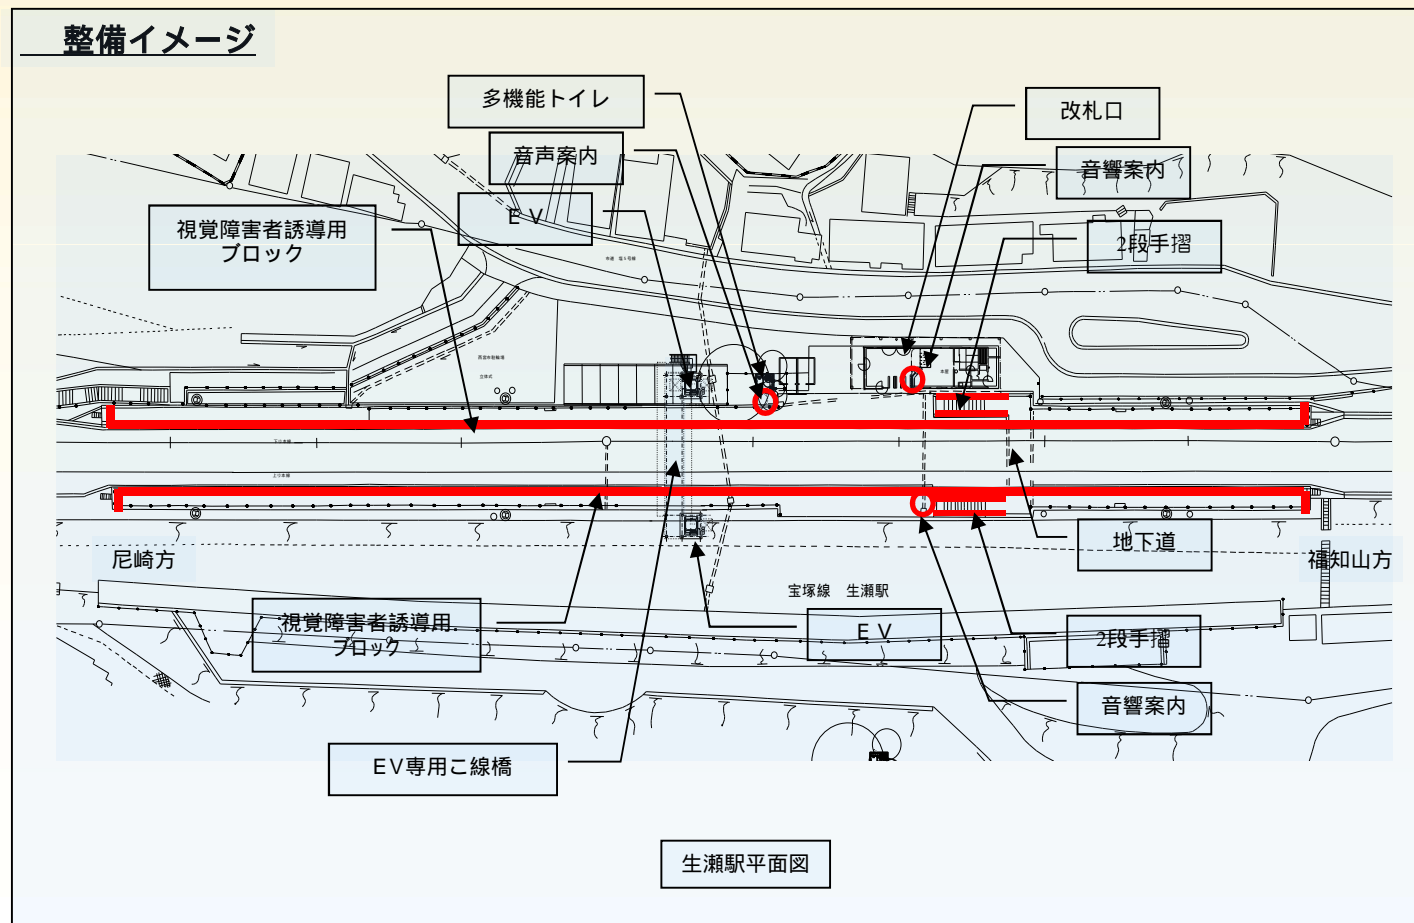 整備イメージ
多機能トイレ
改札口
音声案内
音響案内
EV
視覚障害者誘導用
ブロック
2段手摺
尼崎方
地下道
福知山方
宝塚線　生瀬駅
視覚障害者誘導用
ブロック
EV
2段手摺
音響案内
EV専用こ線橋
生瀬駅平面図